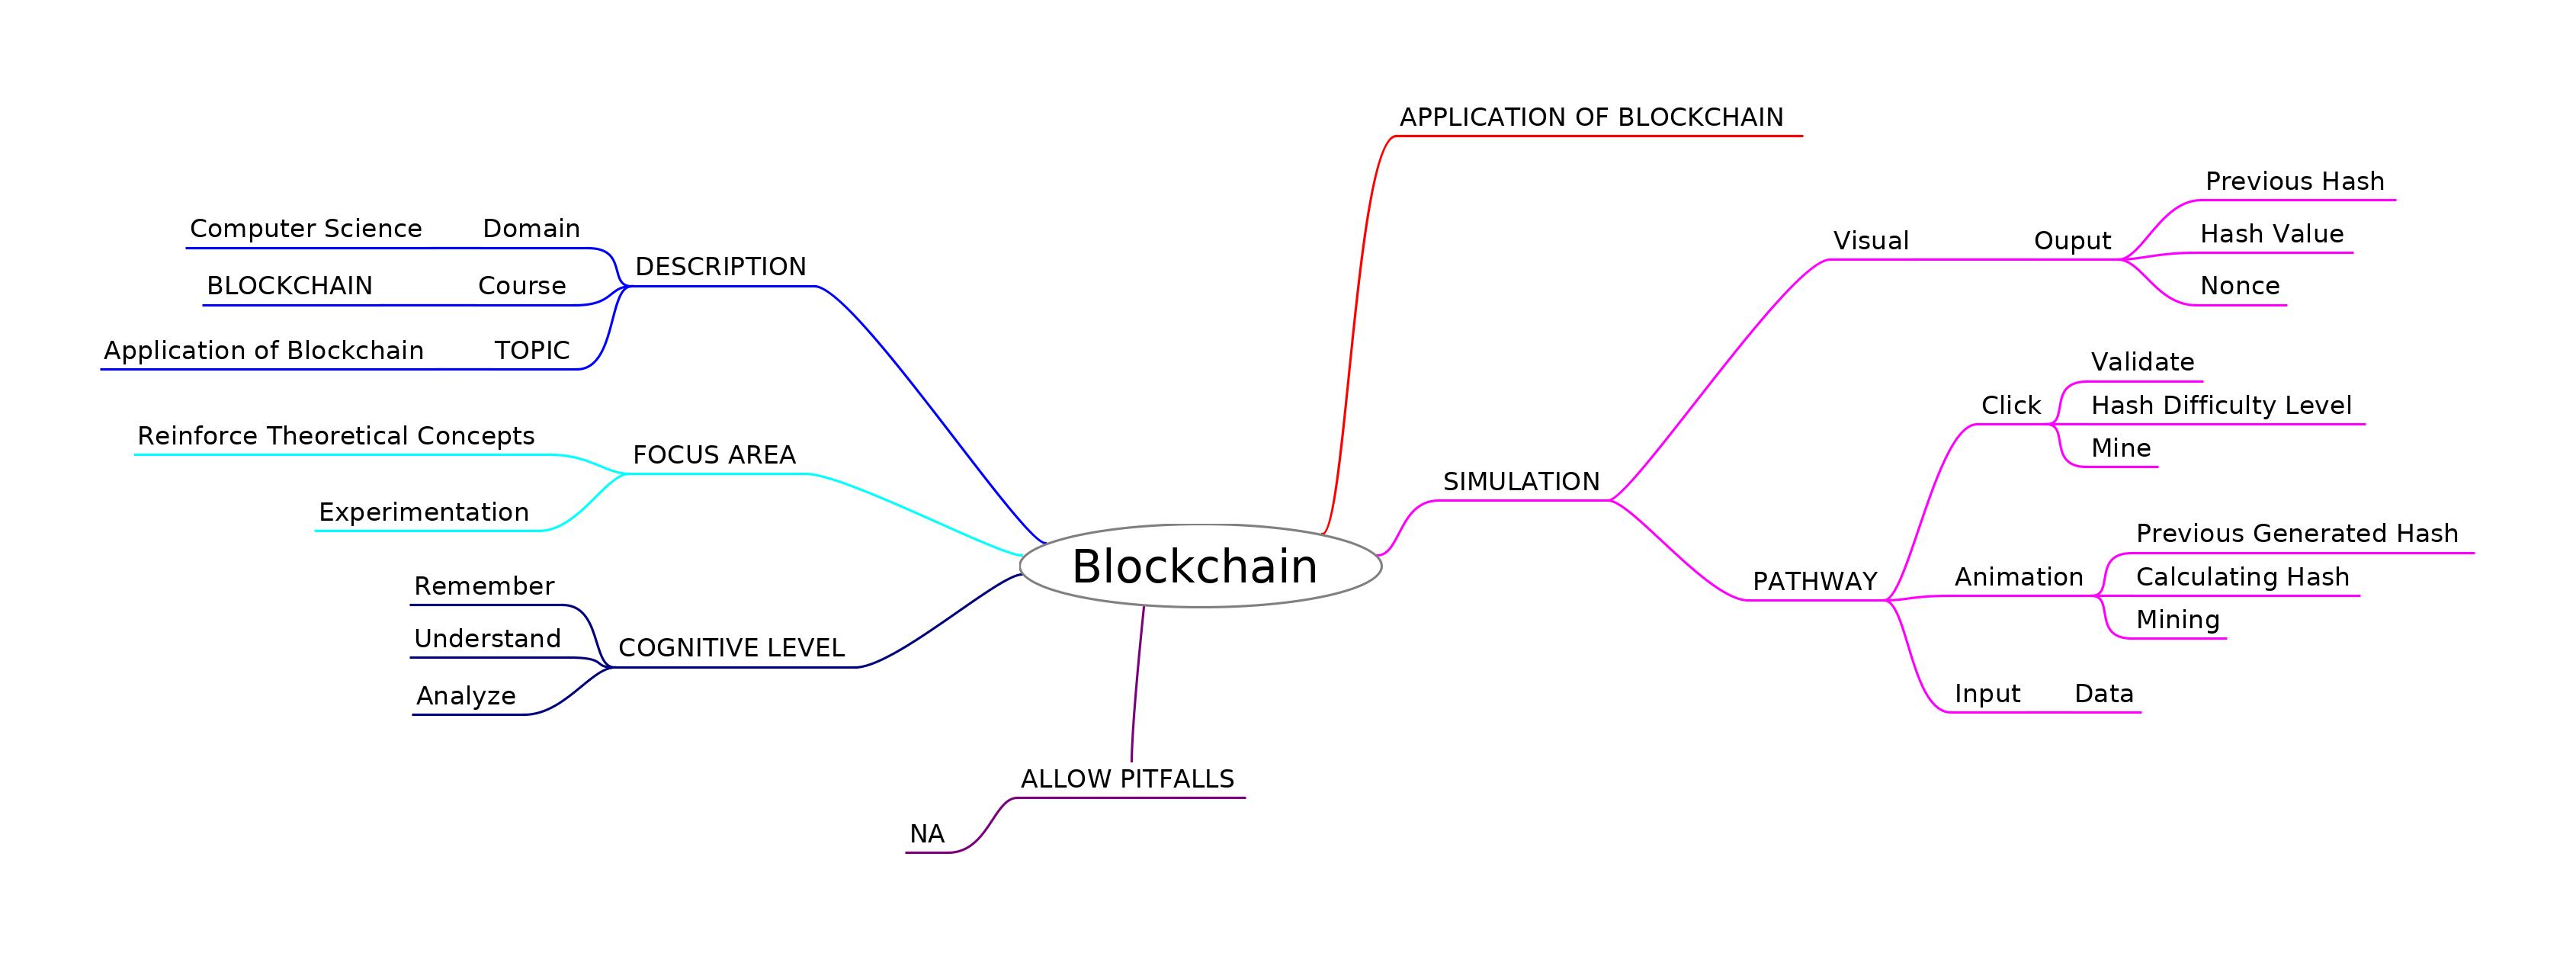 Blockchain
APPLICATION OF BLOCKCHAIN
SIMULATION
Visual
Ouput
Previous Hash
Hash Value
Nonce
PATHWAY
Click
Validate
Hash Difficulty Level
Mine
Animation
Previous Generated Hash
Calculating Hash
Mining
Input
Data
DESCRIPTION
Domain
Computer Science
Course
BLOCKCHAIN
TOPIC
Application of Blockchain
FOCUS AREA
Reinforce Theoretical Concepts
Experimentation
COGNITIVE LEVEL
Remember
Understand
Analyze
ALLOW PITFALLS
NA